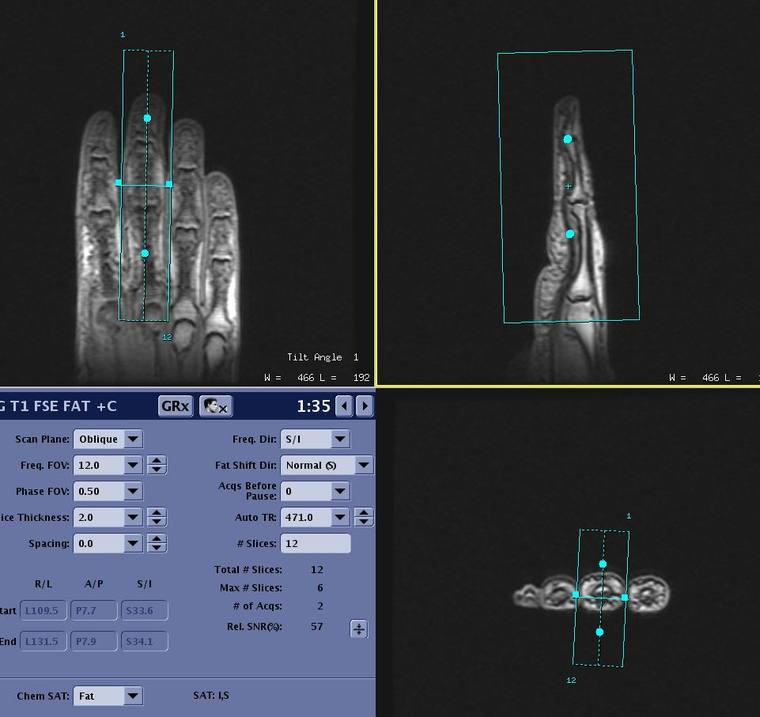 1
12
Tilt Angle 1
W = 466 L = 192
W = 466 L =
1
12
G T1 FSE FAT +C
GRx
1:35
Scan Plane: Oblique
Freq. Dir: S/I
Freq. FOV: 12.0
Fat Shift Dir: Normal (S)
Phase FOV: 0.50
Acqs Before Pause: 0
ice Thickness: 2.0
Auto TR: 471.0
Spacing: 0.0
# Slices: 12
Total # Slices: 12
R/L A/P S/I
Max # Slices: 6
tart L109.5 P7.7 S33.6
# of Acqs: 2
Rel. SNR(%): 57
End L131.5 P7.9 S34.1
Chem SAT: Fat
SAT: I,S